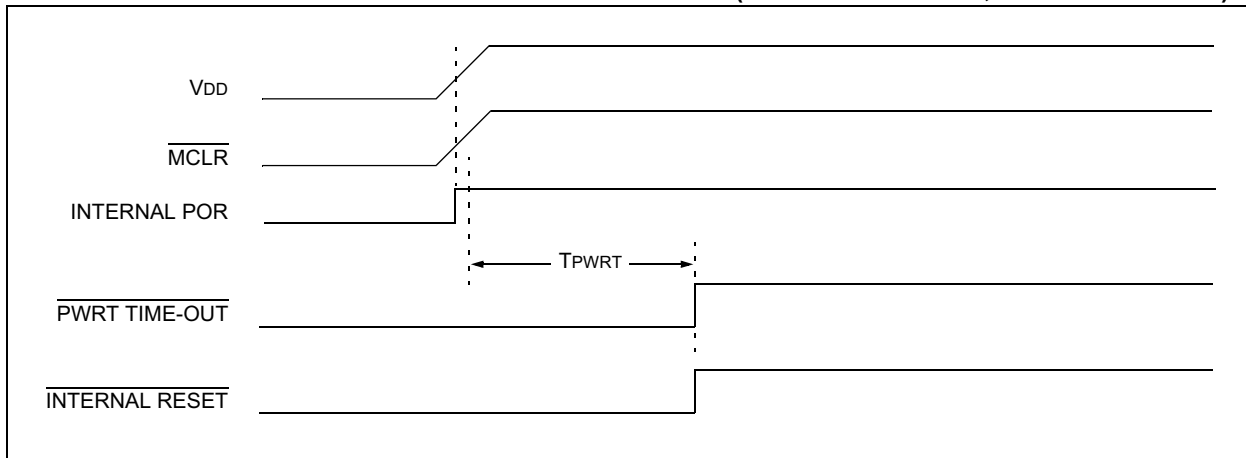 VDD
MCLR
INTERNAL POR
TPWRT
PWRT TIME-OUT
INTERNAL RESET